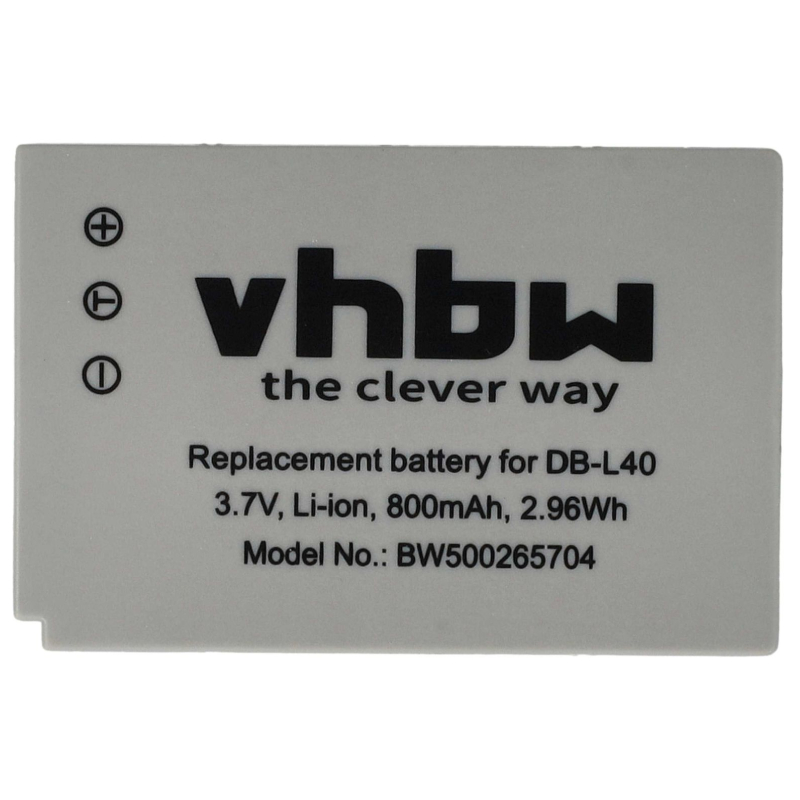 +
T
-
vhbw
the clever way
Replacement battery for DB-L40
3.7V, Li-ion, 800mAh, 2.96Wh
Model No.: BW500265704